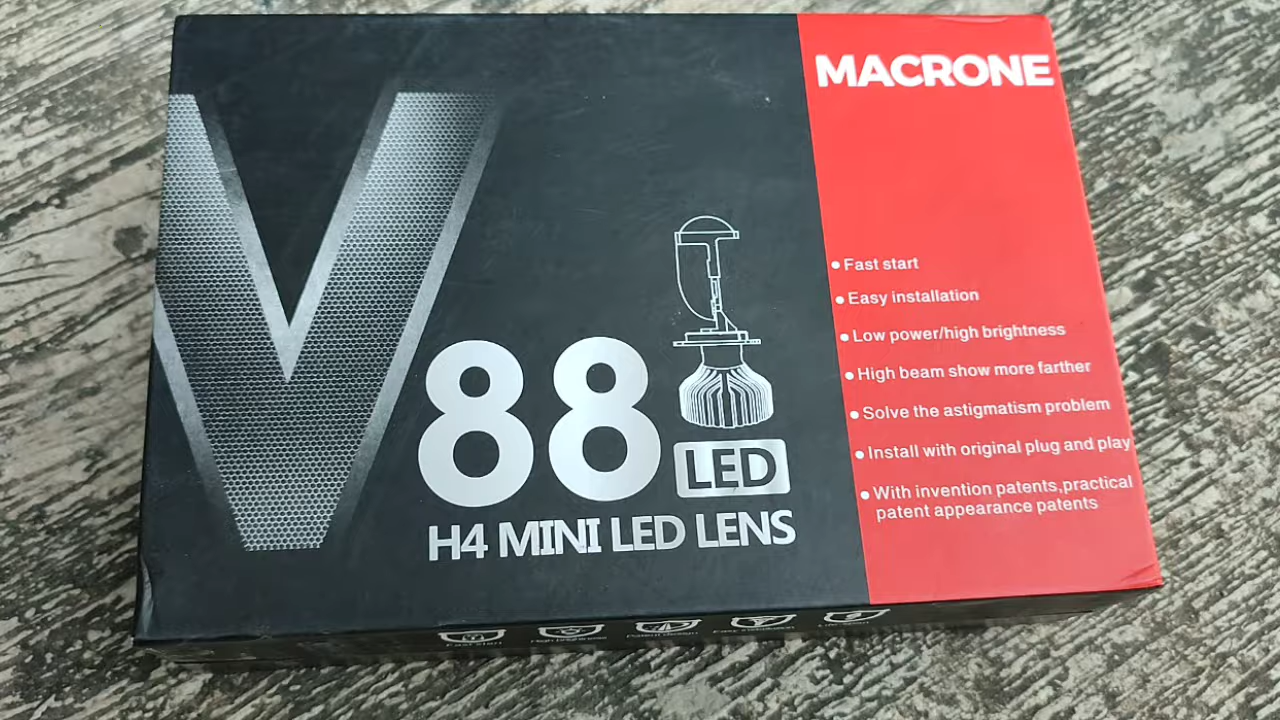 MACRONE
V
88
LED
H4 MINI LED LENS
Fast start
Easy installation
Low power/high brightness
High beam show more farther
Solve the astigmatism problem
Install with original plug and play
With invention patents,practical
patent appearance patents